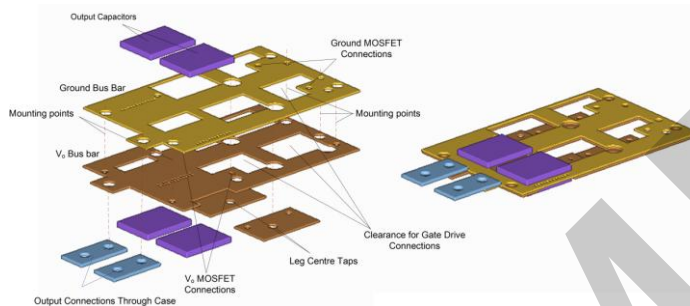 Output Capacitors
Ground MOSFET
Connections
Ground Bus Bar
Mounting points
Mounting points
V₀ Bus bar
Clearance for Gate Drive
Connections
Leg Centre Taps
V₀ MOSFET
Connections
Output Connections Through Case